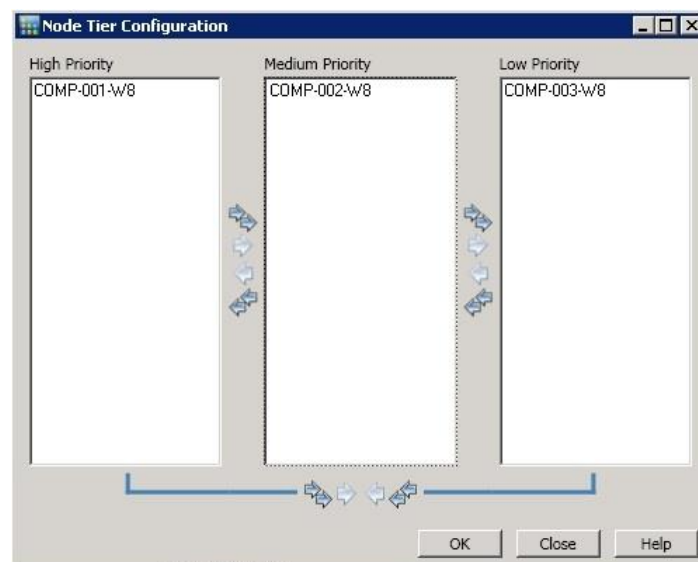 Node Tier Configuration
High Priority
Medium Priority
Low Priority
COMP-001-W8
COMP-002-W8
COMP-003-W8
OK
Close
Help